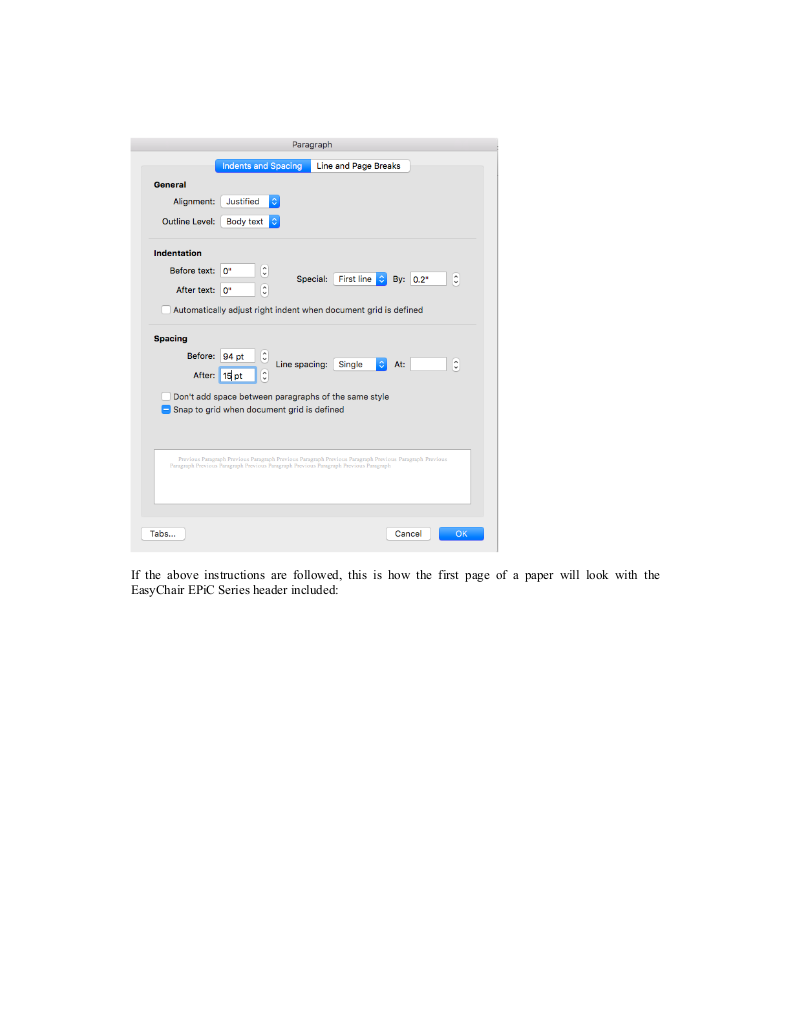 Paragraph
Indents and Spacing Line and Page Breaks
General
Alignment: Justified
Outline Level: Body text
Indentation
Before text: 0"
Special: First line By: 0.2"
After text: 0"
Automatically adjust right indent when document grid is defined
Spacing
Before: 94 pt
Line spacing: Single At:
After: 15 pt
Don't add space between paragraphs of the same style
Snap to grid when document grid is defined
Previous Paragraph Previous Paragraph Previous Paragraph Previous Paragraph Previous Paragraph Previous
Paragraph Previous Paragraph Previous Paragraph Previous Paragraph Previous Paragraph
Tabs... Cancel OK
If the above instructions are followed, this is how the first page of a paper will look with the
EasyChair EPiC Series header included: